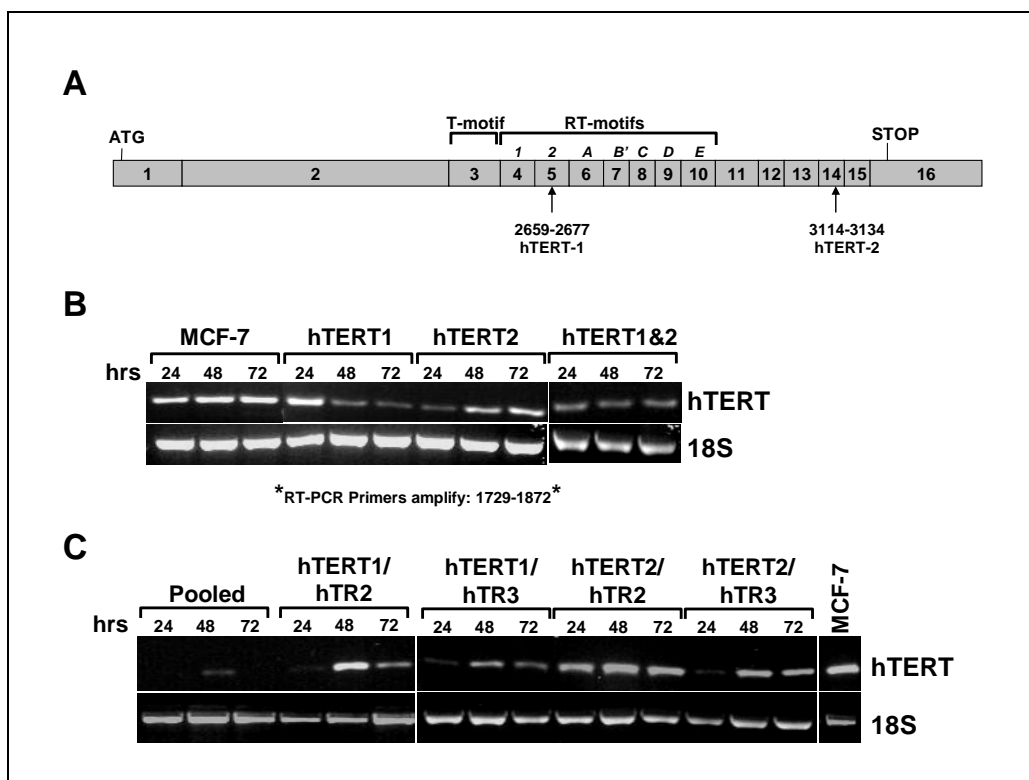 A
T-motif RT-motifs
ATG STOP
1 2 A B' C D E
1 2 3 4 5 6 7 8 9 10 11 12 13 14 15 16
2659-2677 3114-3134
hTERT-1 hTERT-2
B
MCF-7 hTERT1 hTERT2 hTERT1&2
hrs 24 48 72 24 48 72 24 48 72 24 48 72
hTERT
18S
*RT-PCR Primers amplify: 1729-1872*
C
hTERT1/ hTERT1/ hTERT2/ hTERT2/
Pooled hTR2 hTR3 hTR2 hTR3 MCF-7
hrs 24 48 72 24 48 72 24 48 72 24 48 72 24 48 72
hTERT
18S